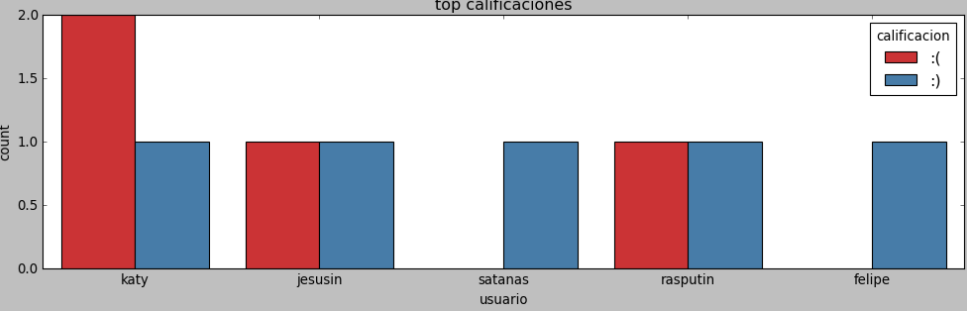 top calificaciones
calificacion
:(
:)
2.0
1.5
1.0
0.5
0.0
count
katy jesusin satanas rasputin felipe
usuario